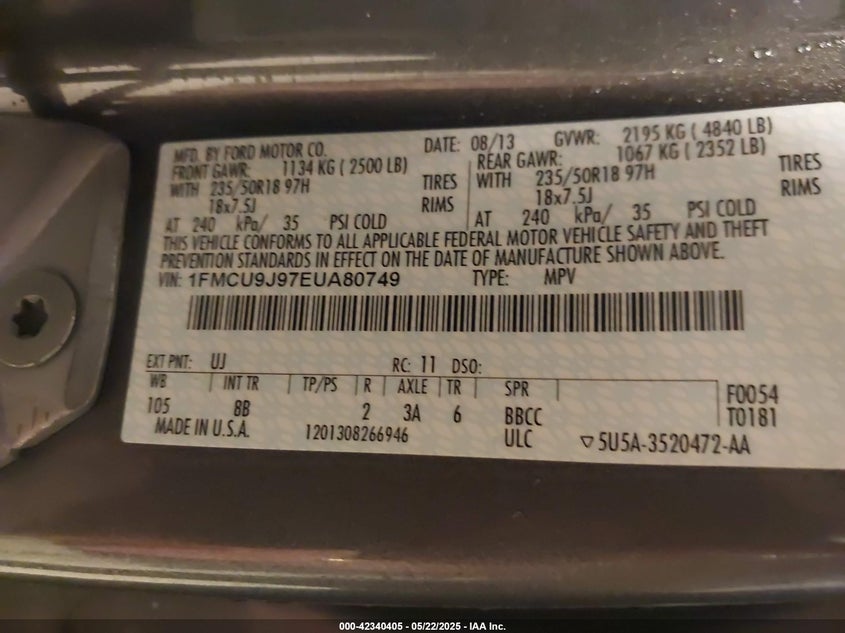 MFD. BY FORD MOTOR CO. DATE: 08/13 GVWR: 2195 KG ( 4840 LB)
FRONT GAWR: 1134 KG ( 2500 LB) REAR GAWR: 1067 KG ( 2352 LB)
WITH 235/50R18 97H TIRES WITH 235/50R18 97H TIRES
18x7.5J RIMS 18x7.5J RIMS
AT 240 kPa/ 35 PSI COLD AT 240 kPa/ 35 PSI COLD
THIS VEHICLE CONFORMS TO ALL APPLICABLE FEDERAL MOTOR VEHICLE SAFETY AND THEFT
PREVENTION STANDARDS IN EFFECT ON THE DATE OF MANUFACTURE SHOWN ABOVE.
VIN: 1FMCU9J97EUA80749 TYPE: MPV
EXT PNT: UJ RC: 11 DSO:
WB INT TR TP/PS R AXLE TR SPR F0054
105 8B 2 3A 6 BBCC T0181
MADE IN U.S.A. 1201308266946 ULC ▽5U5A-3520472-AA
000-42340405 - 05/22/2025 - IAA Inc.